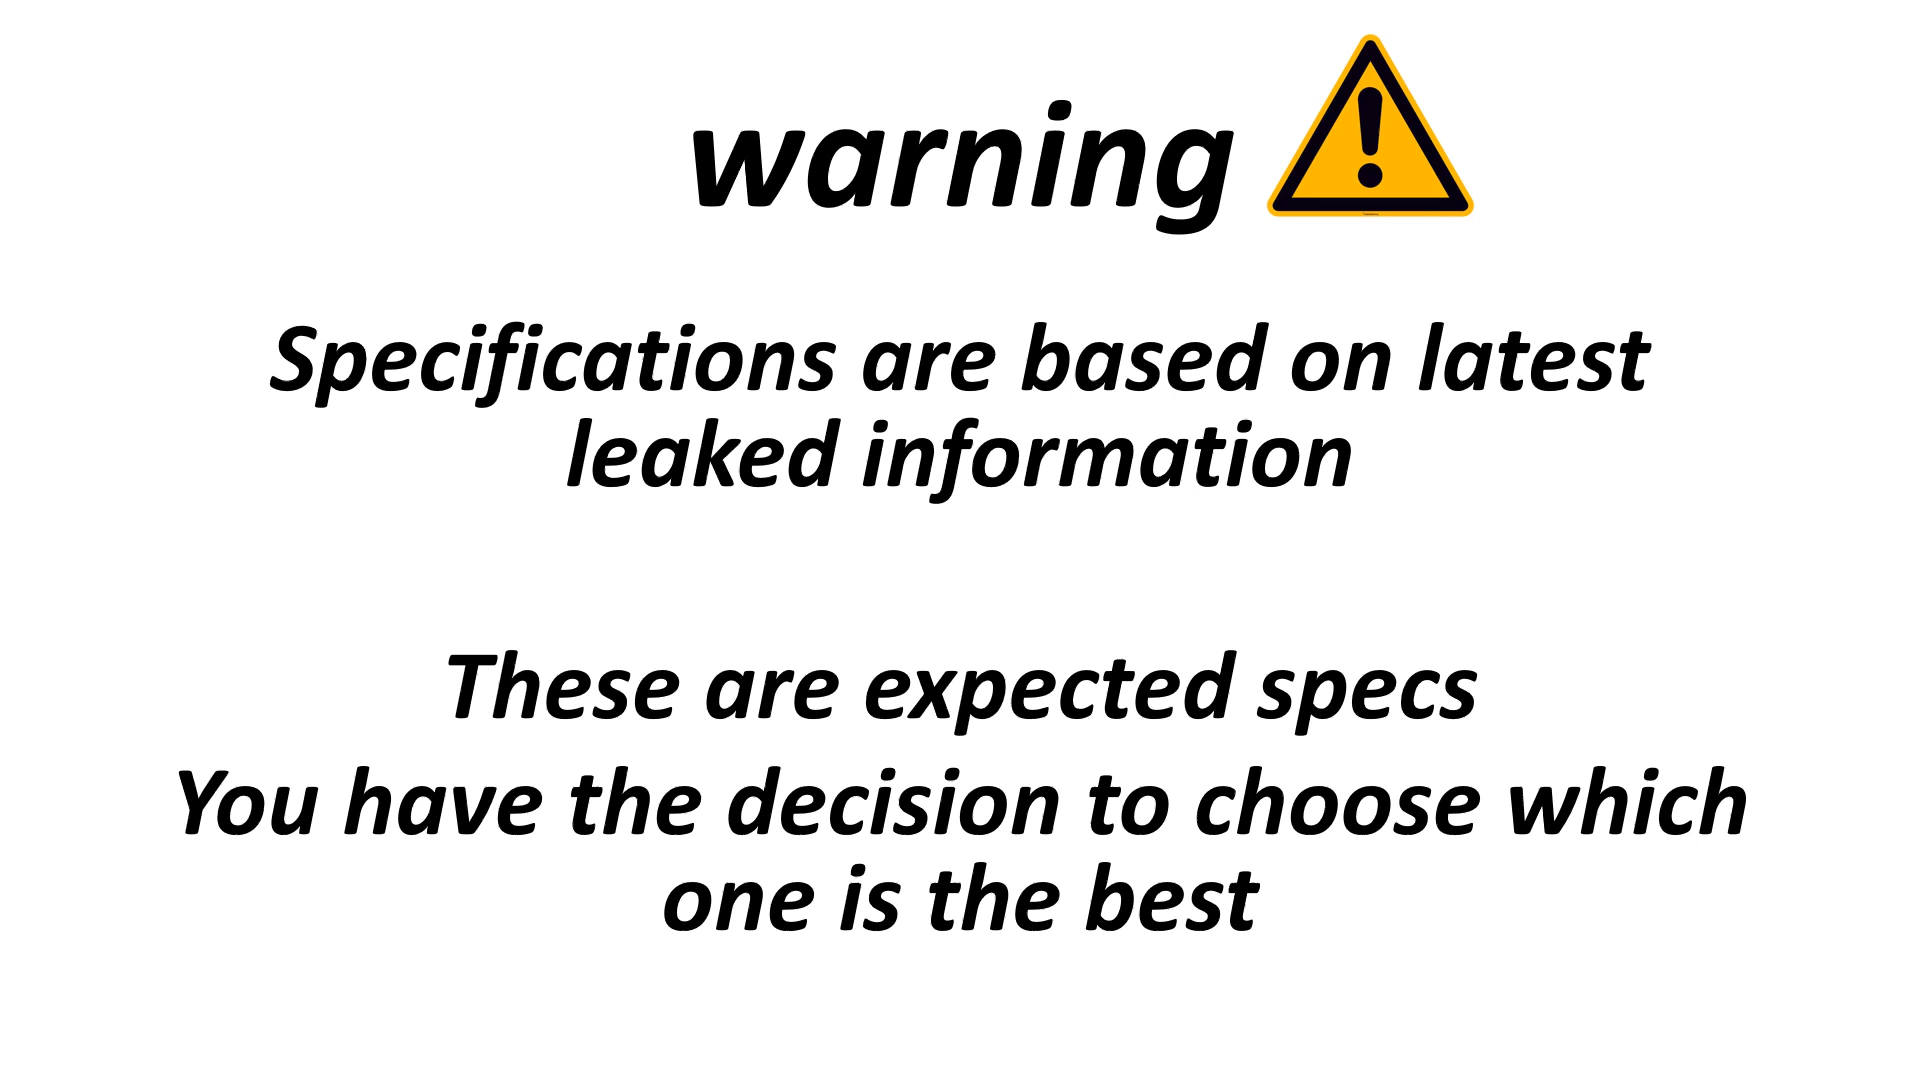 warning
Specifications are based on latest
leaked information
These are expected specs
You have the decision to choose which
one is the best